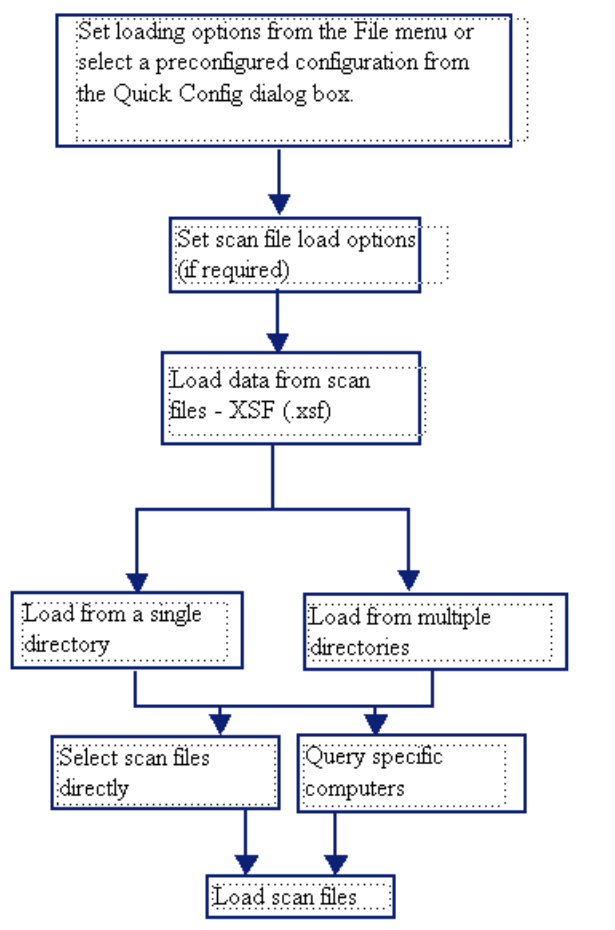 Set loading options from the File menu or
select a preconfigured configuration from
the Quick Config dialog box.
Set scan file load options
(if required)
Load data from scan
files - XSF (.xsf)
Load from a single
directory
Load from multiple
directories
Select scan files
directly
Query specific
computers
Load scan files